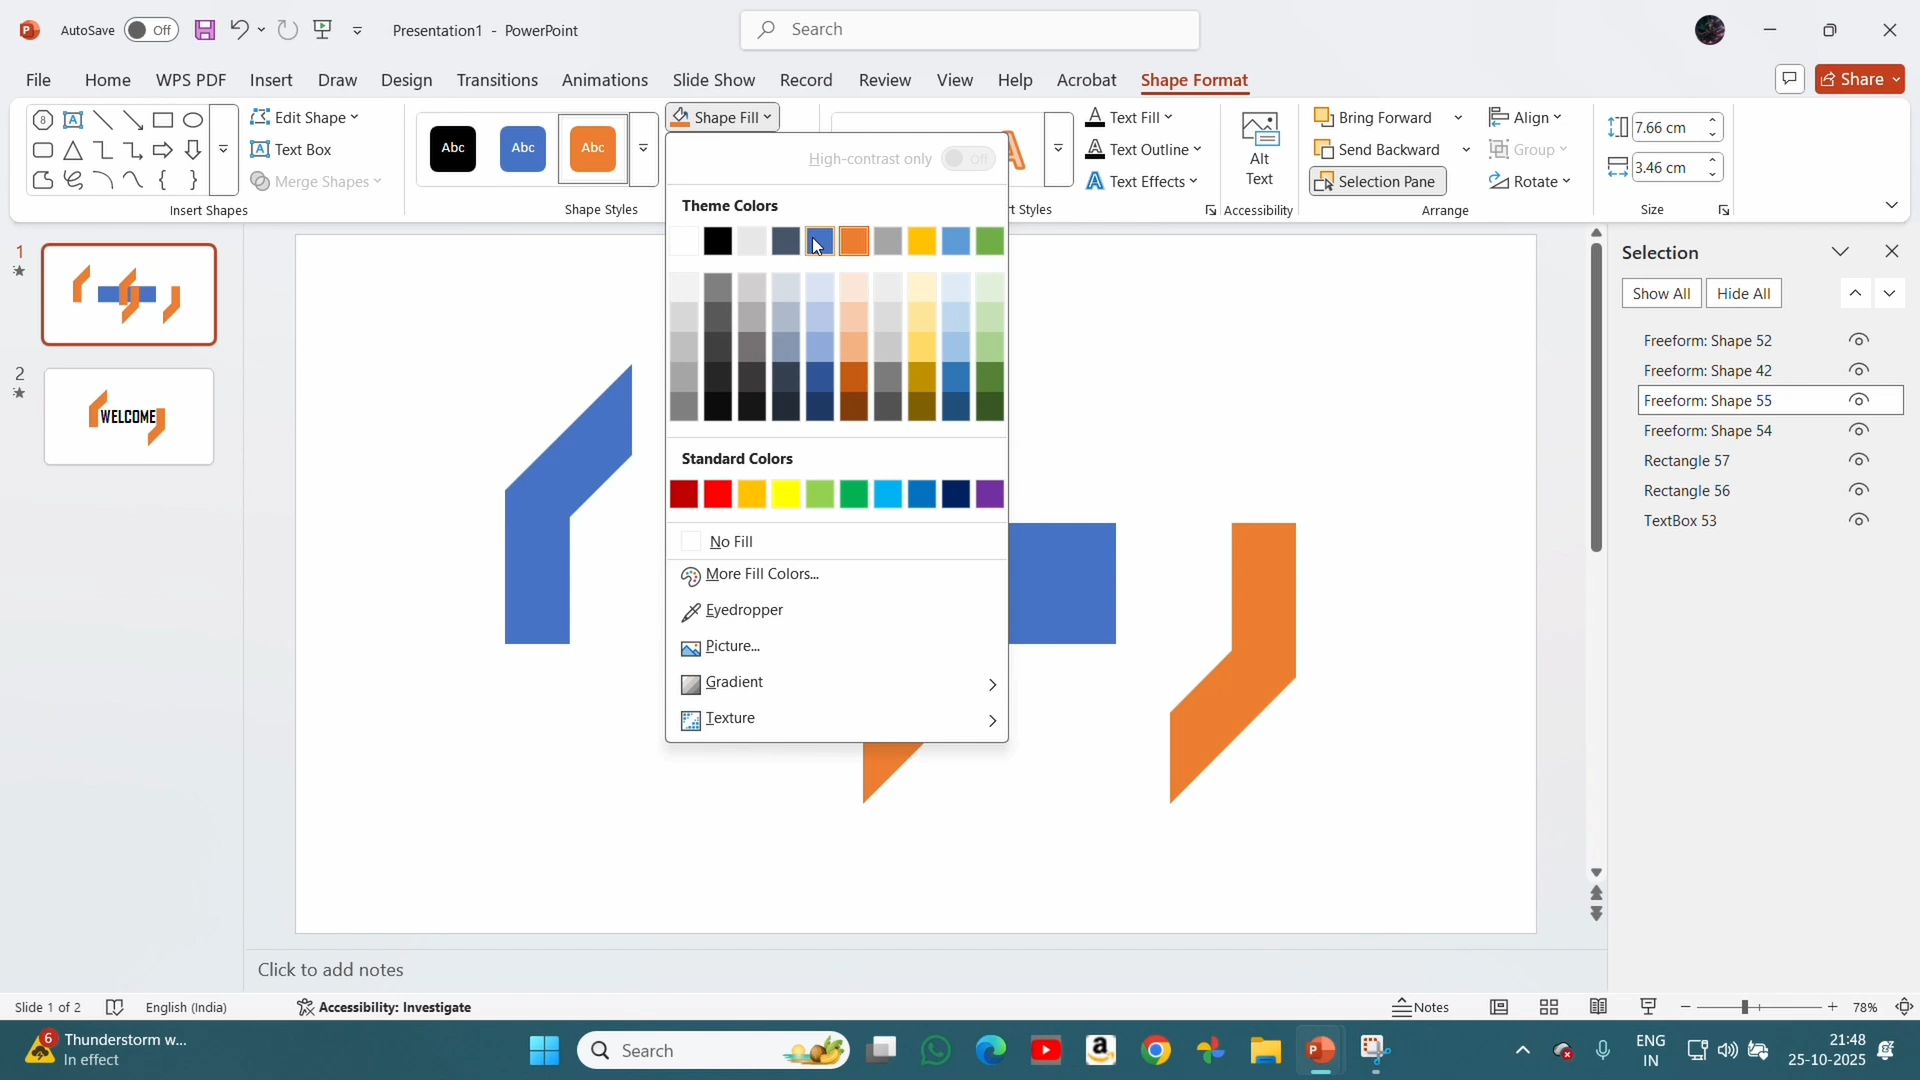 AutoSave Off
Presentation1 - PowerPoint
Search
File Home WPS PDF Insert Draw Design Transitions Animations Slide Show Record Review View Help Acrobat Shape Format
Share
Edit Shape
Text Box
Merge Shapes
Insert Shapes
Abc Abc Abc
Shape Styles
Shape Fill
High-contrast only Off
Theme Colors
Standard Colors
No Fill
More Fill Colors...
Eyedropper
Picture...
Gradient
Texture
Text Fill
Text Outline
Text Effects
Alt
Text
Accessibility
Bring Forward
Send Backward
Selection Pane
Align
Group
Rotate
Arrange
7.66 cm
3.46 cm
Size
1
2
WELCOME
Selection
Show All Hide All
Freeform: Shape 52
Freeform: Shape 42
Freeform: Shape 55
Freeform: Shape 54
Rectangle 57
Rectangle 56
TextBox 53
Click to add notes
Slide 1 of 2 English (India) Accessibility: Investigate Notes 78%
6
Thunderstorm w...
In effect
Search
ENG
IN
21:48
25-10-2025